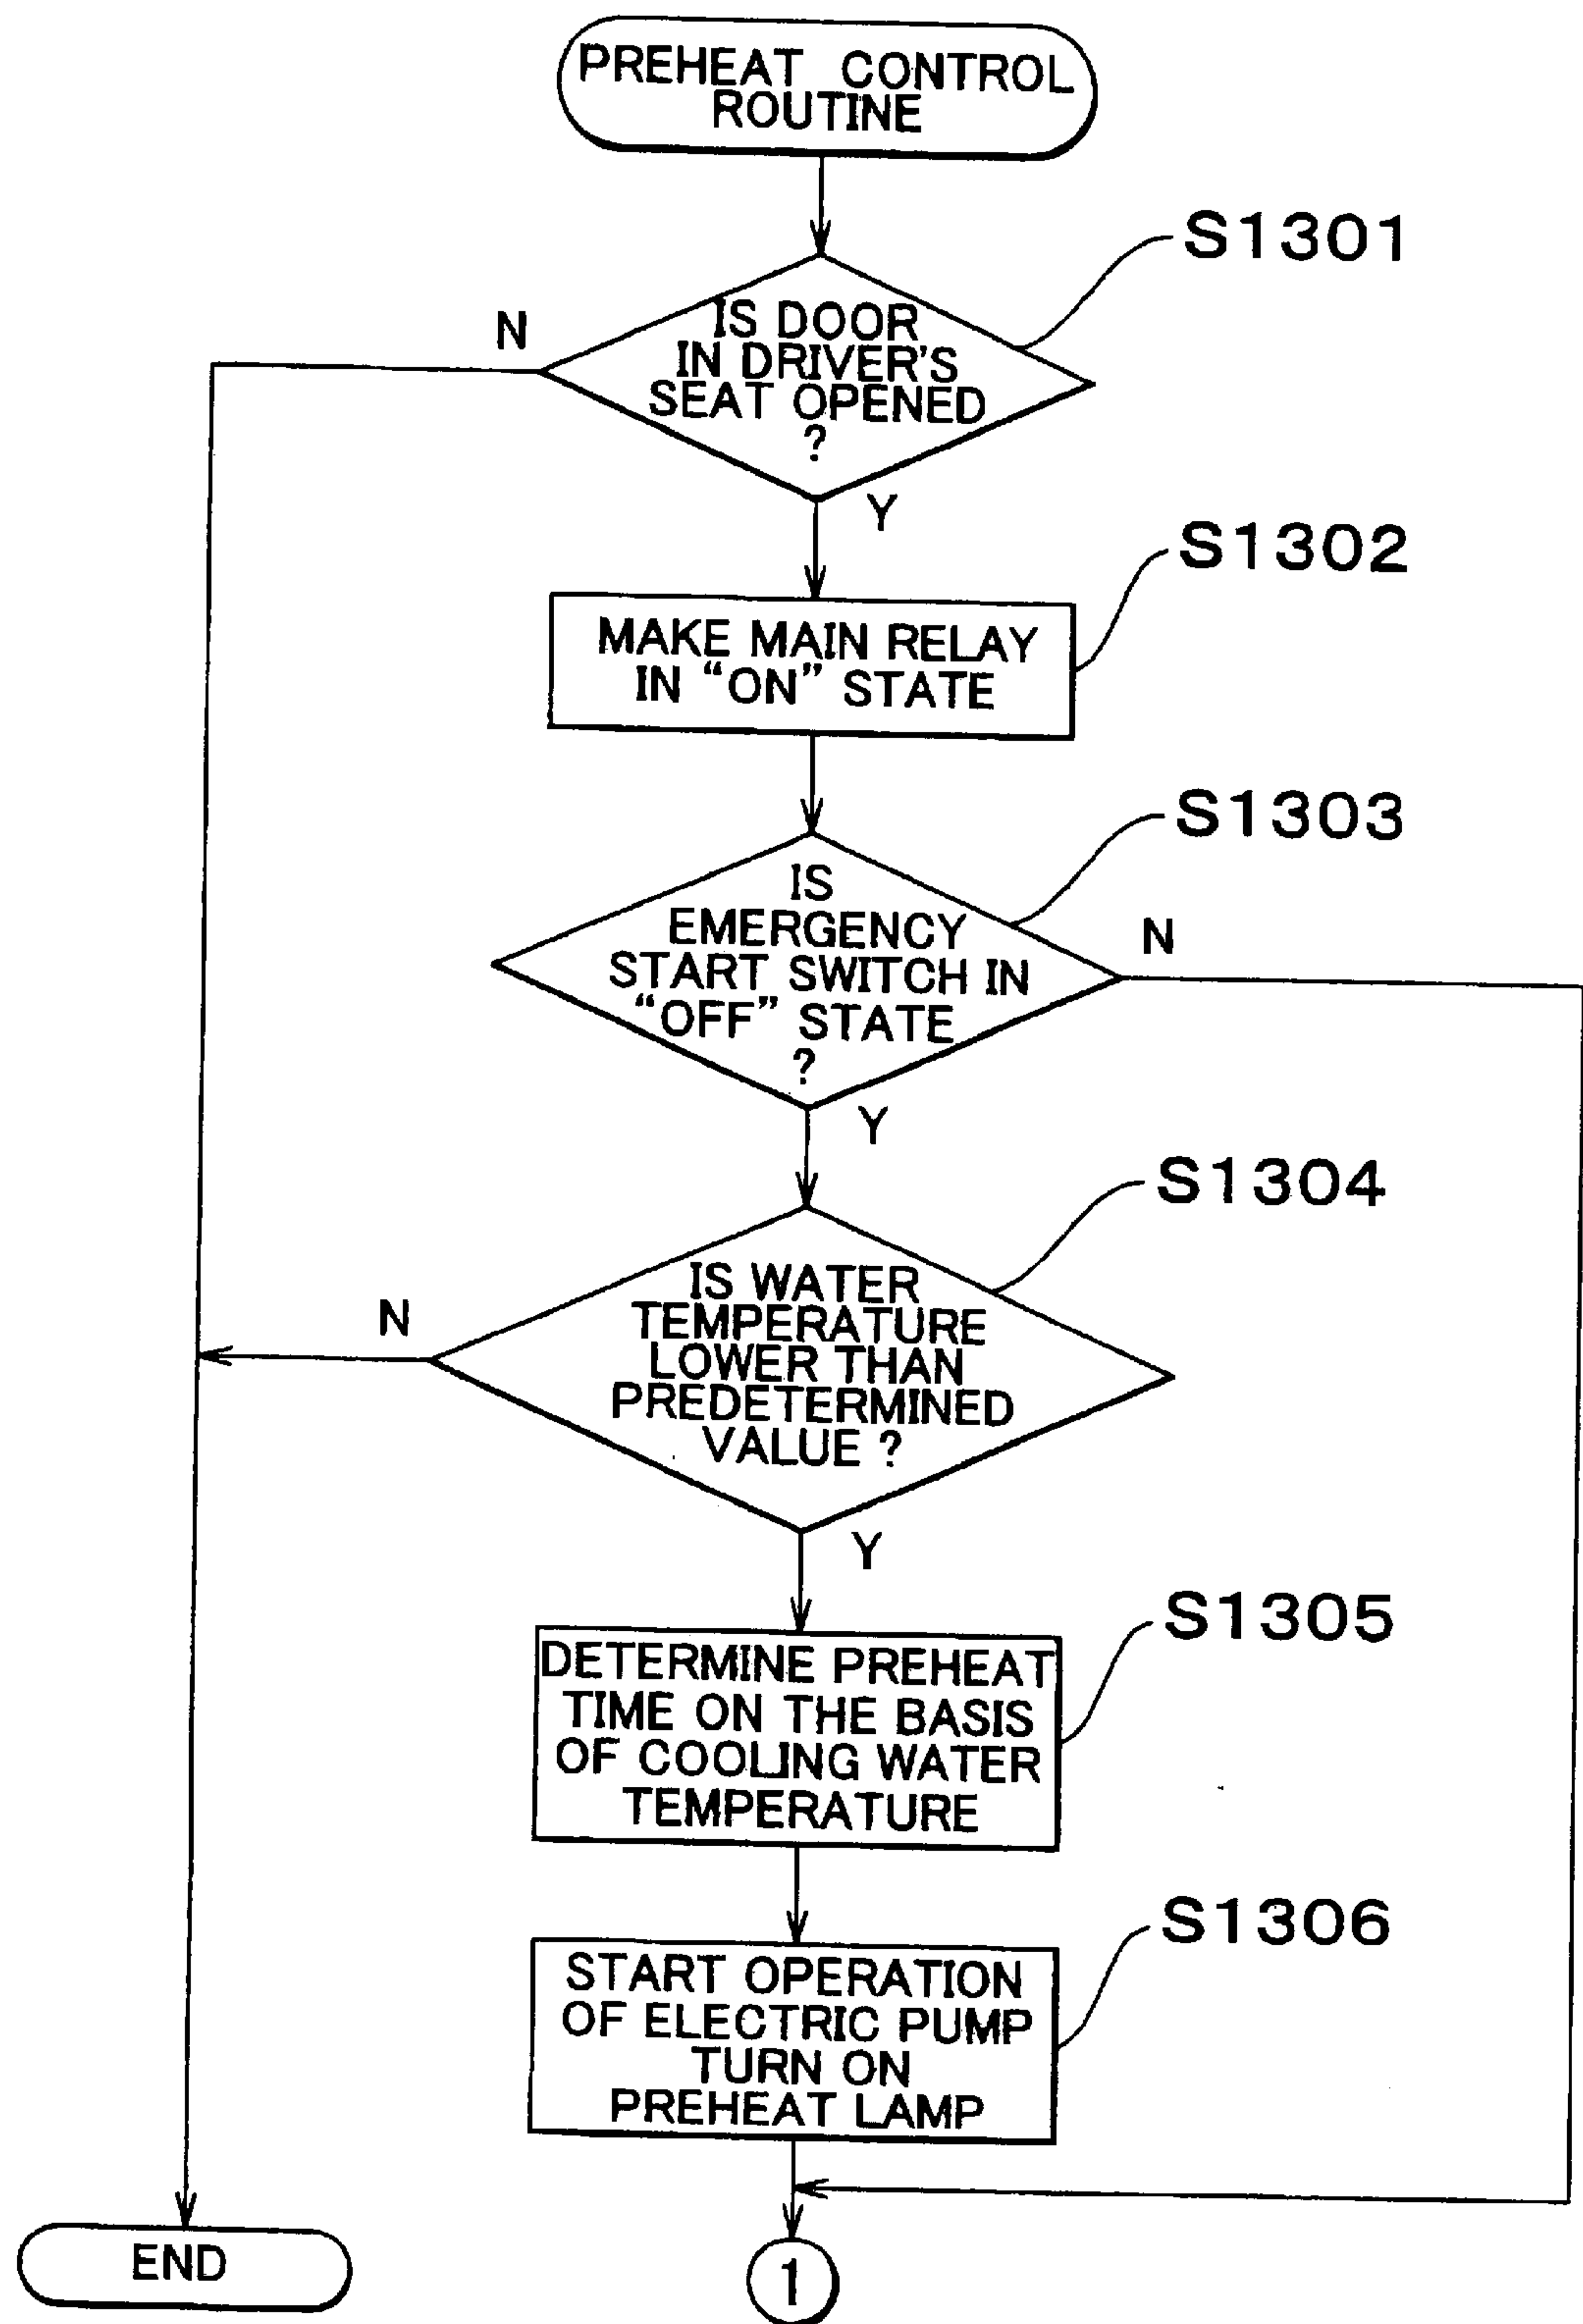 PREHEAT CONTROL
ROUTINE
S1301
N
IS DOOR
IN DRIVER'S
SEAT OPENED
?
Y
S1302
MAKE MAIN RELAY
IN “ON” STATE
S1303
IS
EMERGENCY
START SWITCH IN
“OFF” STATE
?
N
Y
S1304
N
IS WATER
TEMPERATURE
LOWER THAN
PREDETERMINED
VALUE ?
Y
S1305
DETERMINE PREHEAT
TIME ON THE BASIS
OF COOLING WATER
TEMPERATURE
S1306
START OPERATION
OF ELECTRIC PUMP
TURN ON
PREHEAT LAMP
END
1